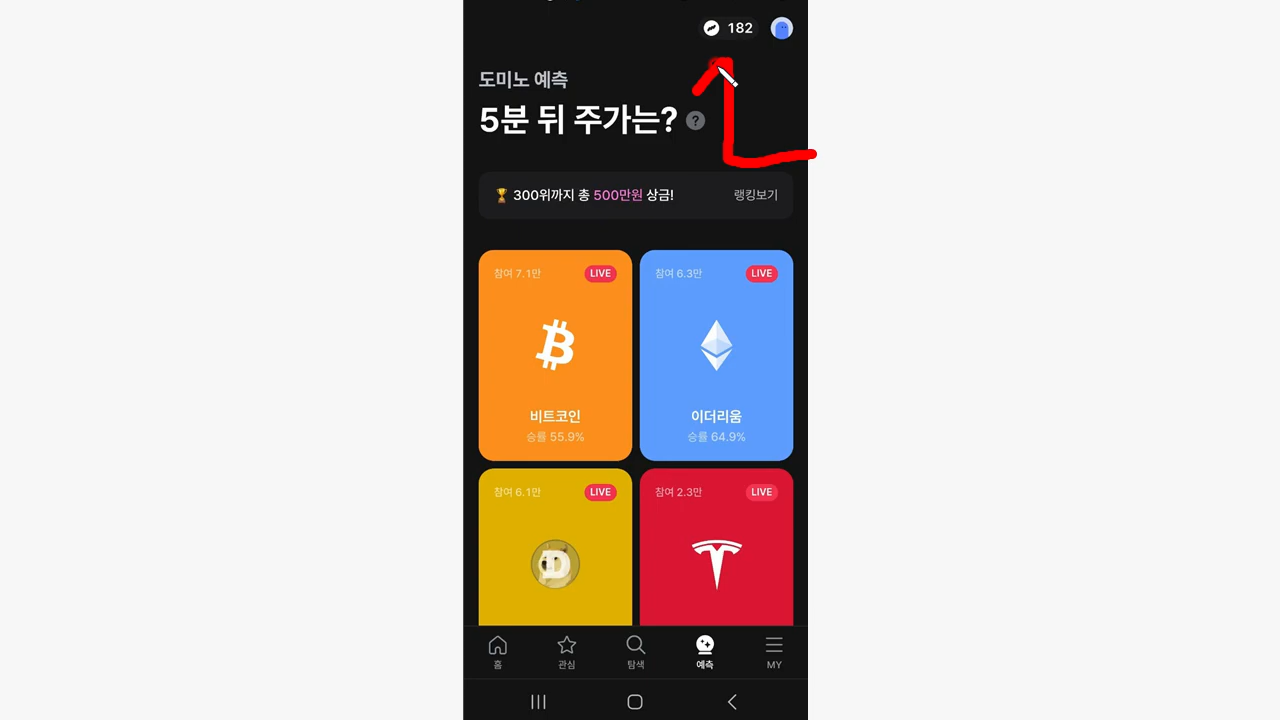 182
도미노 예측
5분 뒤 주가는? ?
🏆 300위까지 총 500만원 상금! 랭킹보기
참여 7.1만 LIVE
비트코인
승률 55.9%
참여 6.3만 LIVE
이더리움
승률 64.9%
참여 6.1만 LIVE
참여 2.3만 LIVE
홈 관심 탐색 예측 MY